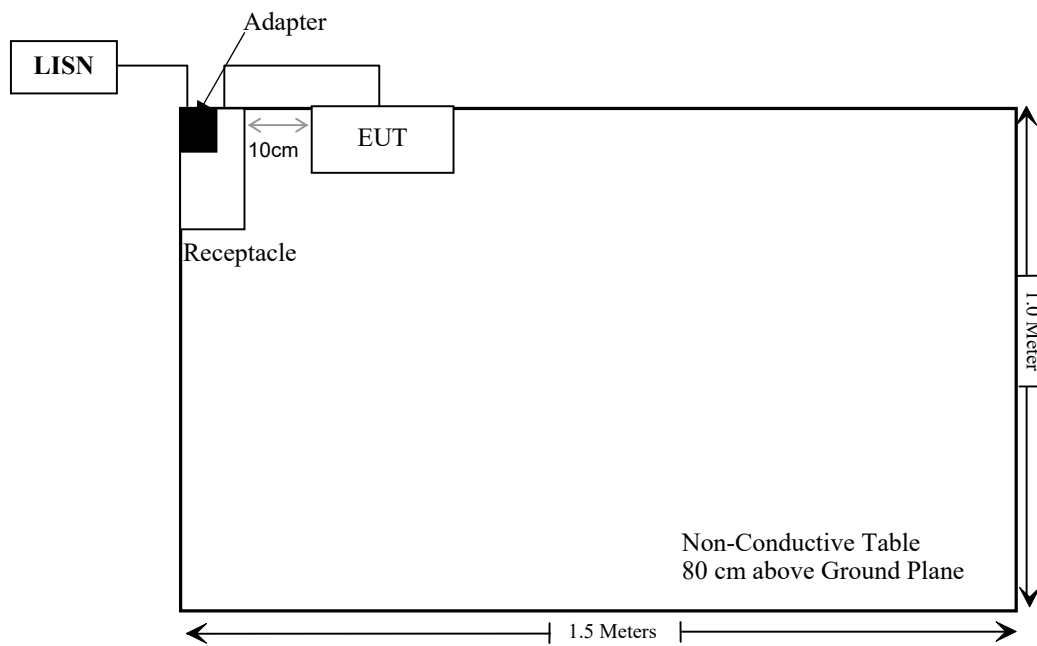 Adapter
LISN
EUT
10cm
Receptacle
1.0 Meter
Non-Conductive Table
80 cm above Ground Plane
1.5 Meters